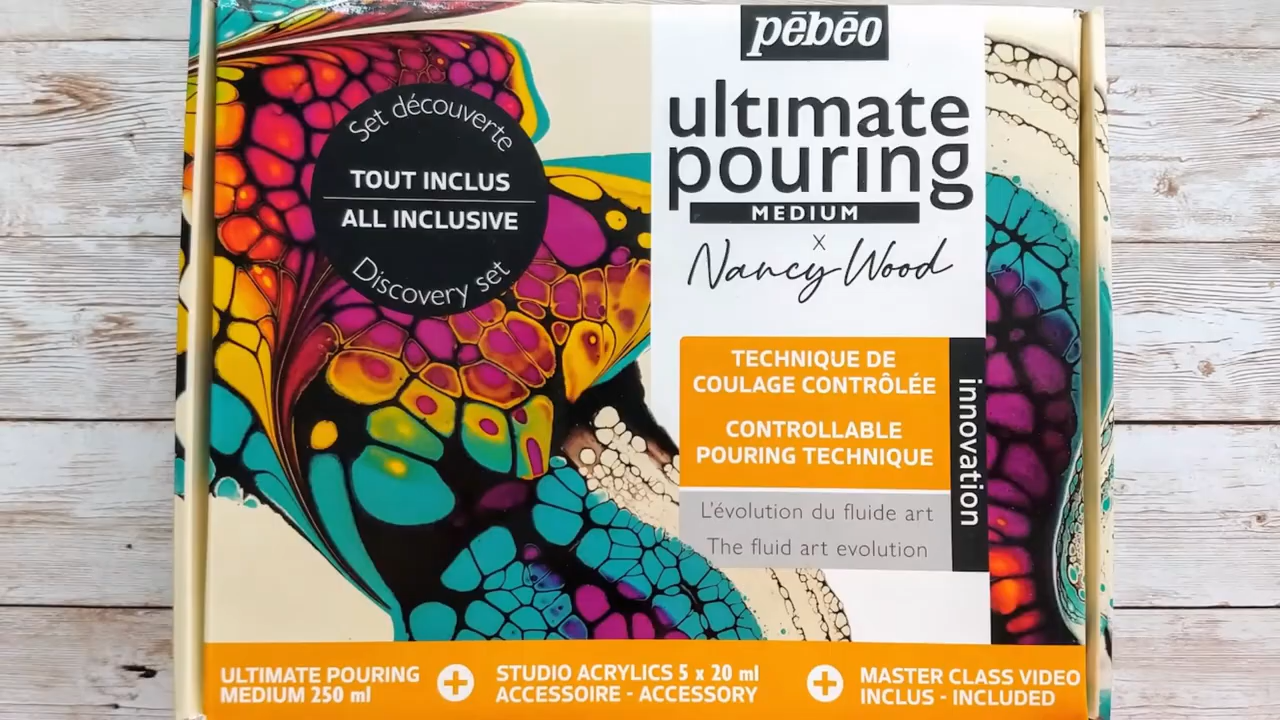 pēbēo
ultimate
pouring
MEDIUM
x
Nancy Wood
Set découverte
TOUT INCLUS
ALL INCLUSIVE
Discovery set
TECHNIQUE DE
COULAGE CONTRÔLÉE
CONTROLLABLE
POURING TECHNIQUE
innovation
L'évolution du fluide art
The fluid art evolution
ULTIMATE POURING
MEDIUM 250 ml
+
STUDIO ACRYLICS 5 x 20 ml
ACCESSOIRE - ACCESSORY
+
MASTER CLASS VIDEO
INCLUS - INCLUDED